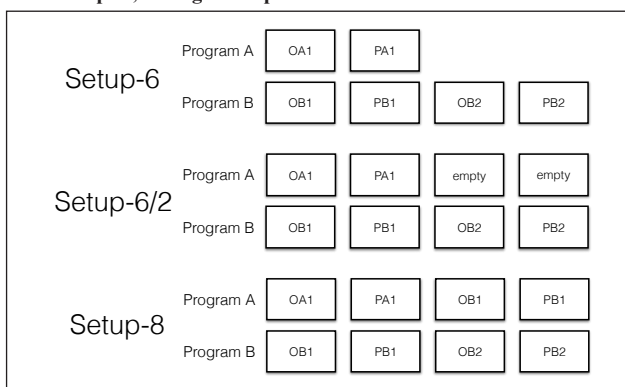 Program A OA1 PA1
Setup-6
Program B OB1 PB1 OB2 PB2
Program A OA1 PA1 empty empty
Setup-6/2
Program B OB1 PB1 OB2 PB2
Program A OA1 PA1 OB1 PB1
Setup-8
Program B OB1 PB1 OB2 PB2